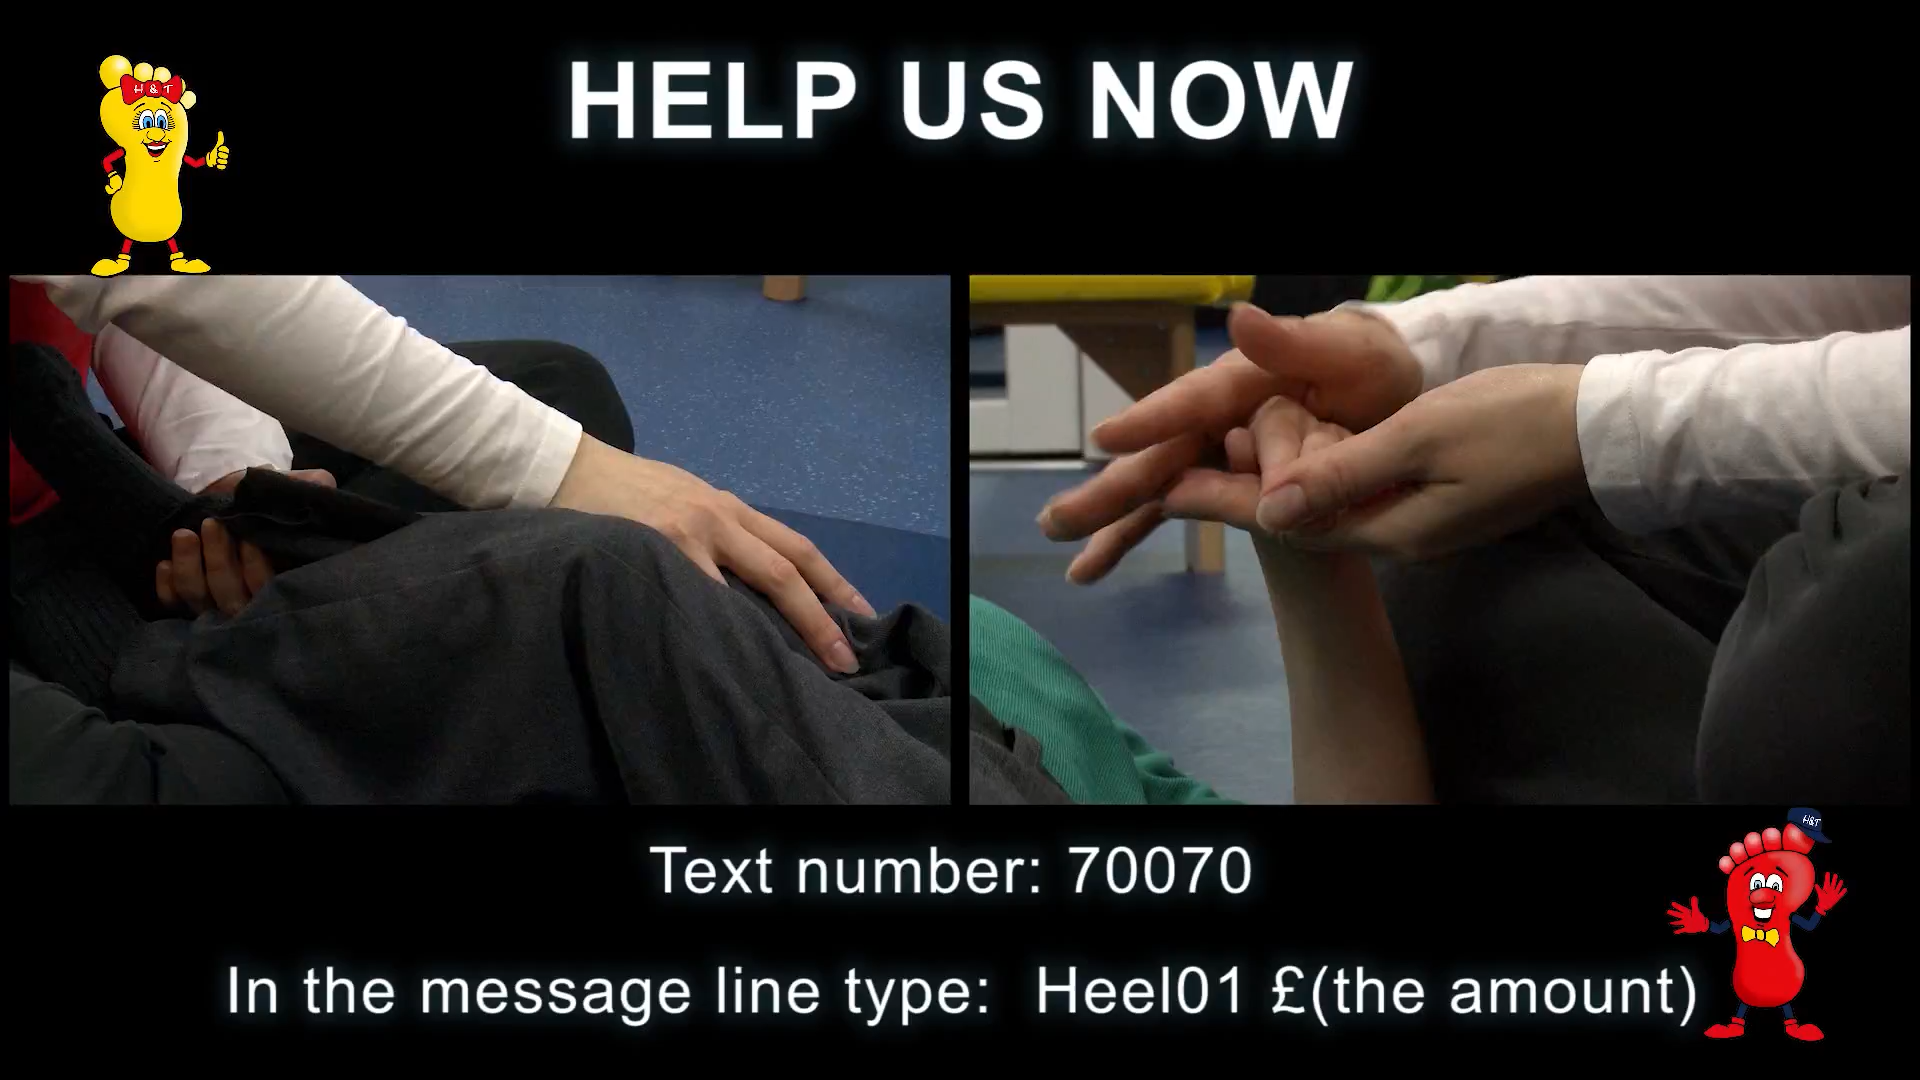 H & T
HELP US NOW
Text number: 70070
H&T
In the message line type: Heel01 £(the amount)